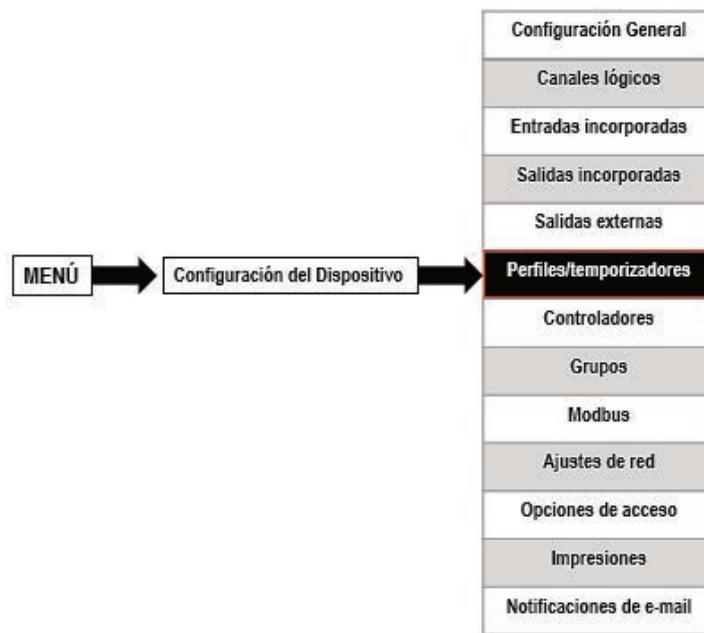 Configuración General
Canales lógicos
Entradas incorporadas
Salidas incorporadas
Salidas externas
MENÚ
Configuración del Dispositivo
Perfiles/temporizadores
Controladores
Grupos
Modbus
Ajustes de red
Opciones de acceso
Impresiones
Notificaciones de e-mail